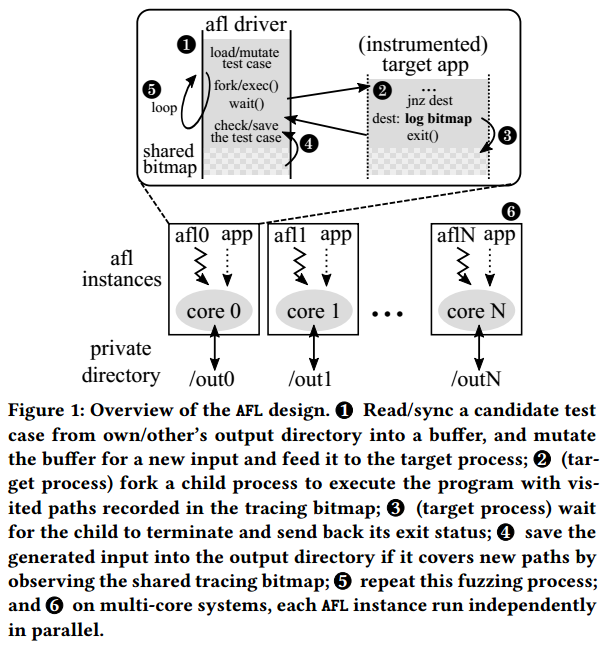 afl driver
❶
load/mutate
test case
fork/exec()
wait()
check/save
the test case
❺
loop
shared
bitmap
❹
(instrumented)
target app
❷
...
jnz dest
dest: log bitmap
exit()
❸
❻
afl
instances
afl0 app
core 0
afl1 app
core 1
...
aflN app
core N
private
directory
/out0
/out1
/outN
Figure 1: Overview of the AFL design. ❶ Read/sync a candidate test
case from own/other's output directory into a buffer, and mutate
the buffer for a new input and feed it to the target process; ❷ (tar-
get process) fork a child process to execute the program with vis-
ited paths recorded in the tracing bitmap; ❸ (target process) wait
for the child to terminate and send back its exit status; ❹ save the
generated input into the output directory if it covers new paths by
observing the shared tracing bitmap; ❺ repeat this fuzzing process;
and ❻ on multi-core systems, each AFL instance run independently
in parallel.